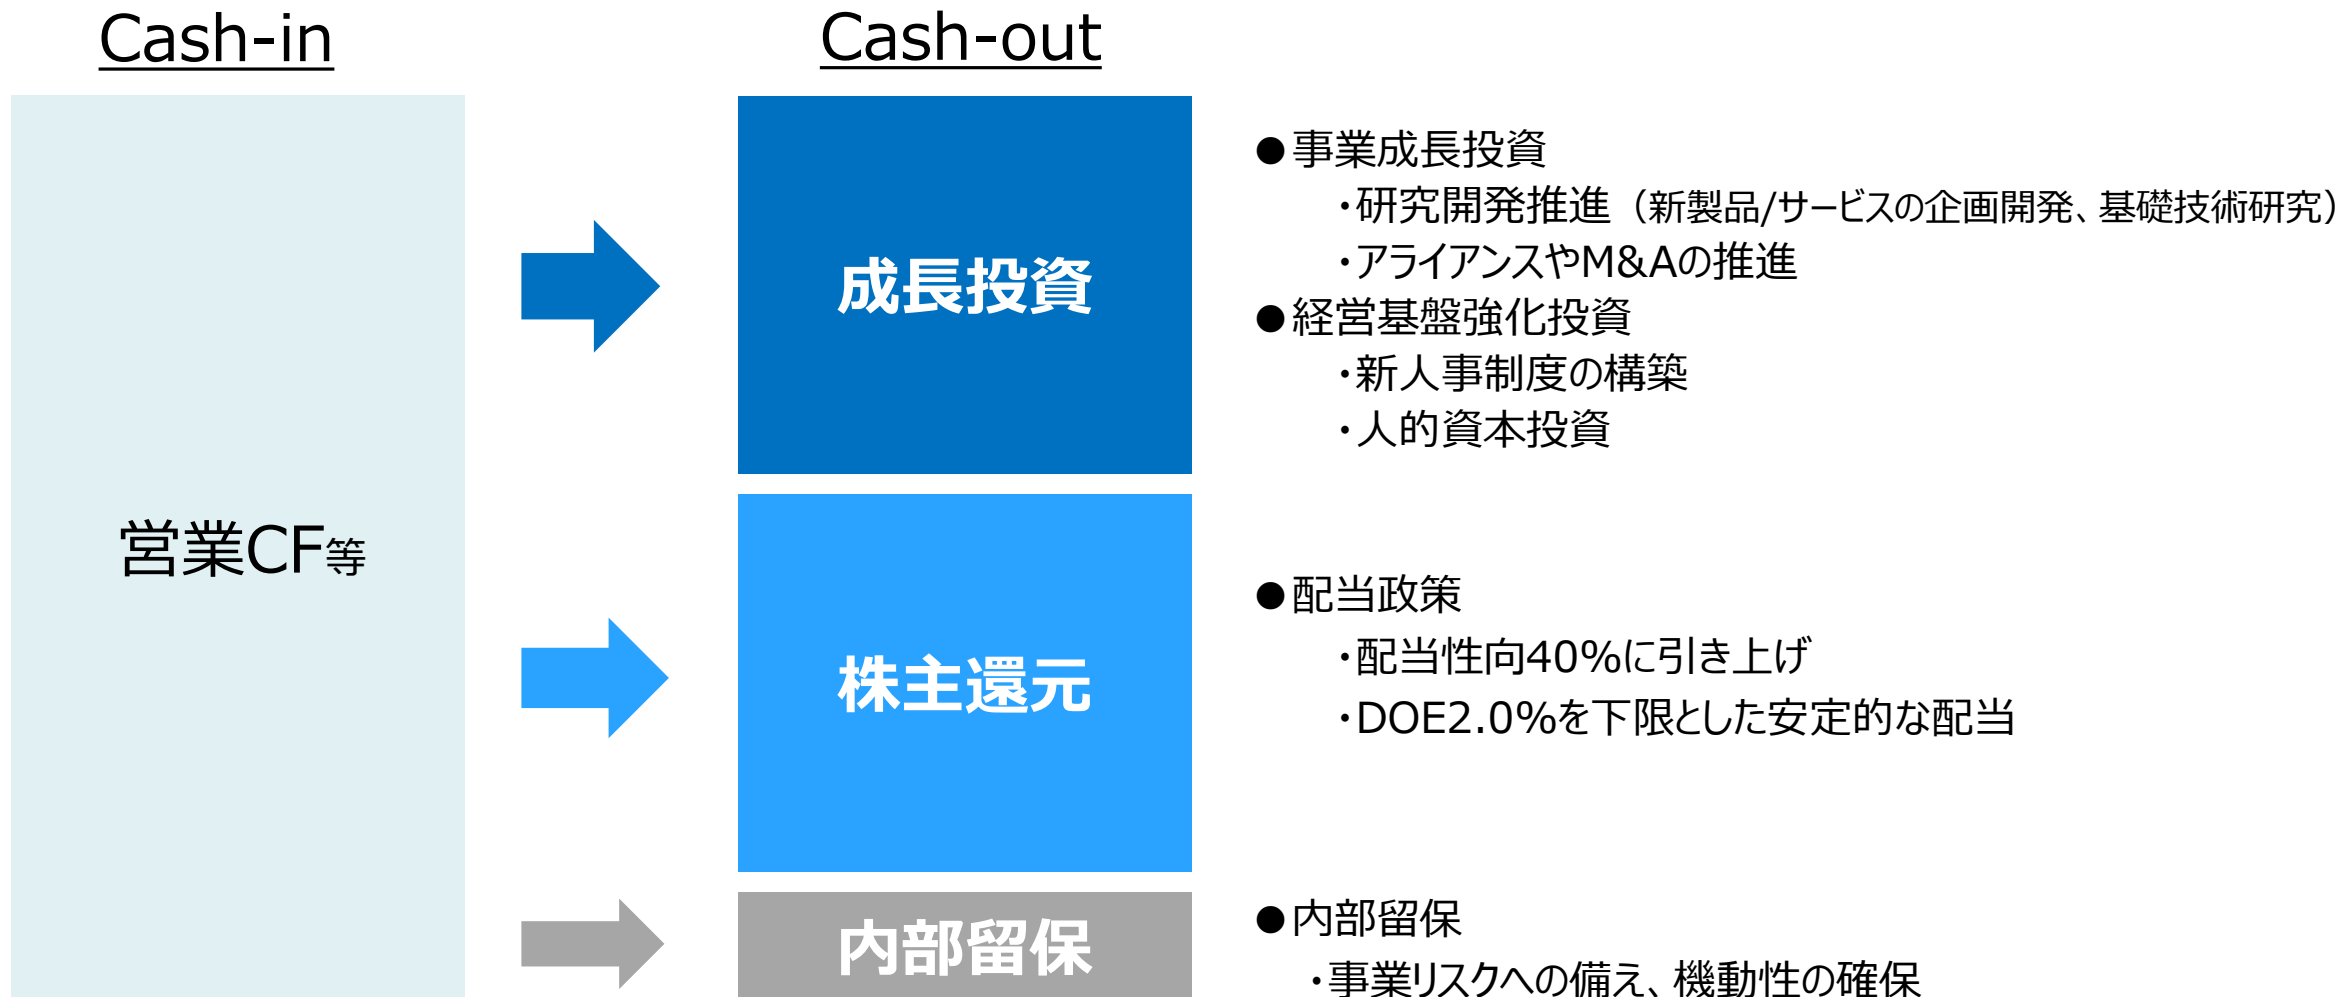 Cash-in
Cash-out
営業CF等
成長投資
●事業成長投資
・研究開発推進（新製品/サービスの企画開発、基礎技術研究）
・アライアンスやM&Aの推進
●経営基盤強化投資
・新人事制度の構築
・人的資本投資
株主還元
●配当政策
・配当性向40%に引き上げ
・DOE2.0%を下限とした安定的な配当
内部留保
●内部留保
・事業リスクへの備え、機動性の確保